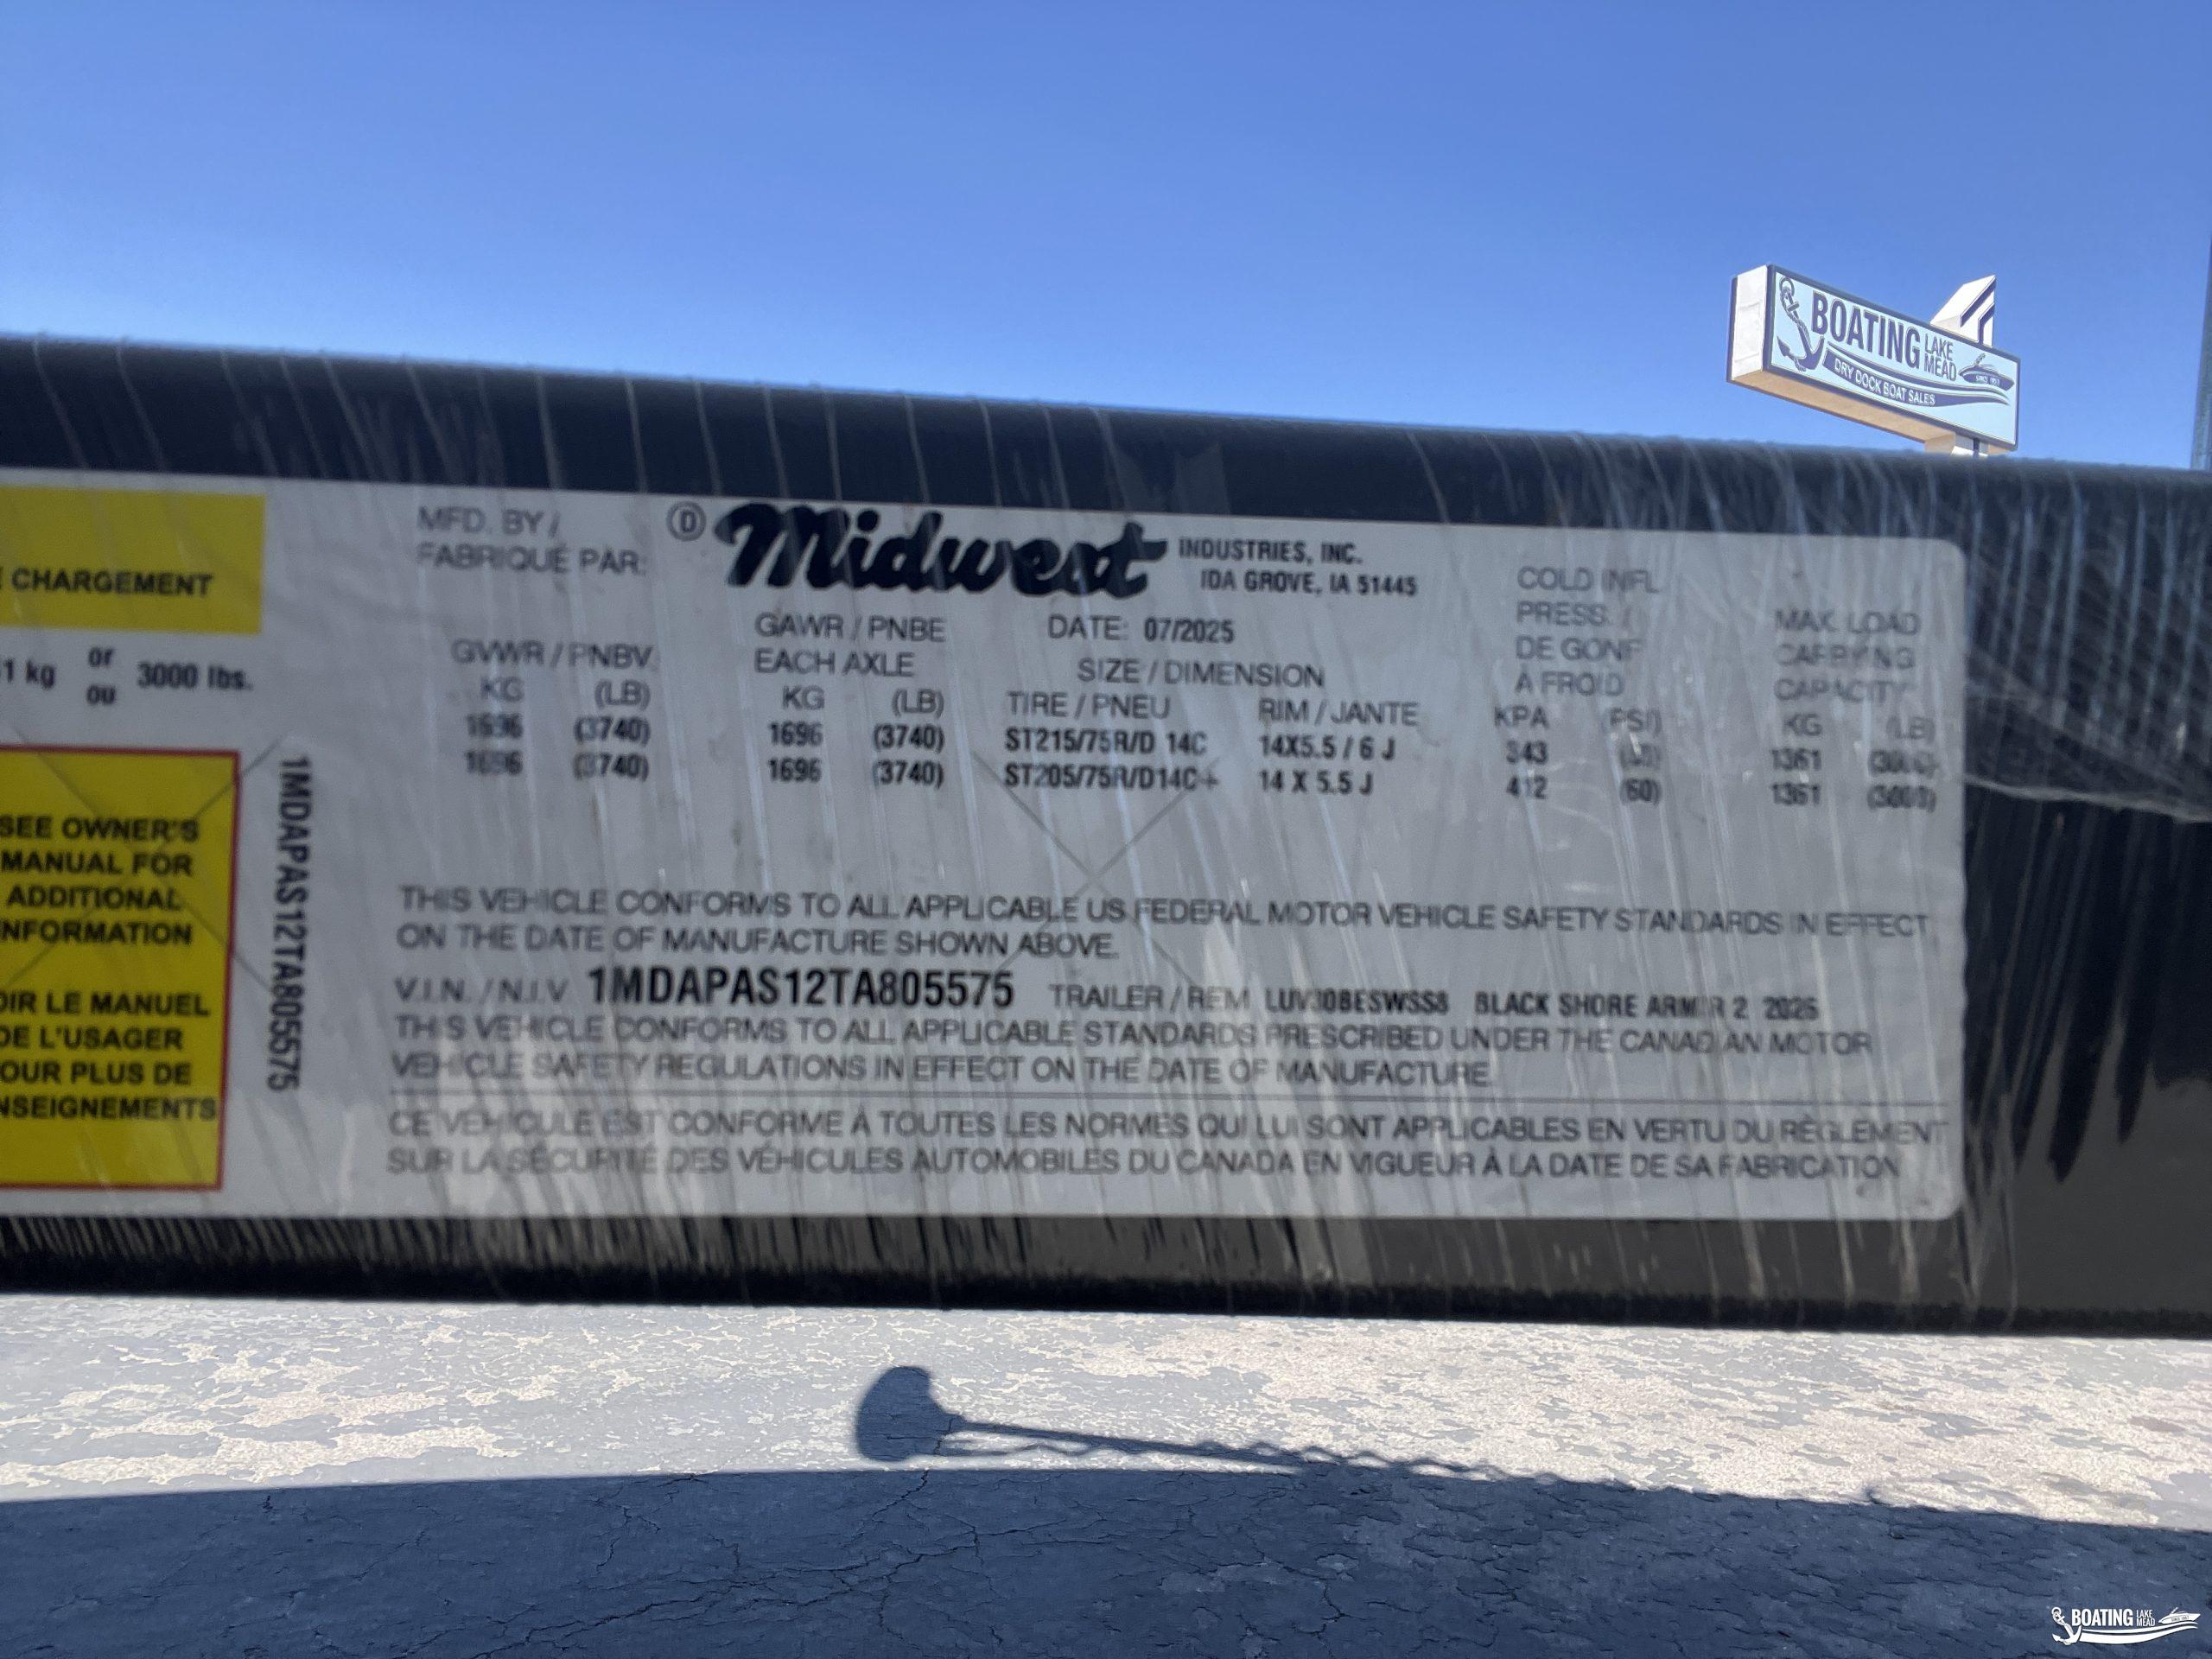 BOATING LAKE MEAD
DRY DOCK BOAT SALES
CHARGEMENT
kg or ou 3000 lbs.
SEE OWNER'S
MANUAL FOR
ADDITIONAL
INFORMATION
OIR LE MANUEL
DE L'USAGER
OUR PLUS DE
NSEIGNEMENTS
1MDAPAS12TA805575
MFD. BY / FABRIQUÉ PAR:
D Midwest INDUSTRIES, INC.
IDA GROVE, IA 51445
GVWR / PNBV
KG (LB)
1696 (3740)
1696 (3740)
GAWR / PNBE
EACH AXLE
KG (LB)
1696 (3740)
1696 (3740)
DATE: 07/2025
SIZE / DIMENSION
TIRE / PNEU RIM / JANTE
ST215/75R/D 14C 14X5.5 / 6 J
ST205/75R/D14C+ 14 X 5.5 J
COLD INFL
PRESS. /
DE GONF
À FROID
KPA (PSI)
343
412 (60)
MAX. LOAD
CARRYING
CAPACITY
KG (LB)
1361
1361
THIS VEHICLE CONFORMS TO ALL APPLICABLE US FEDERAL MOTOR VEHICLE SAFETY STANDARDS IN EFFECT
ON THE DATE OF MANUFACTURE SHOWN ABOVE.
V.I.N. / N.I.V 1MDAPAS12TA805575 TRAILER / REM BLACK SHORE 2
THIS VEHICLE CONFORMS TO ALL APPLICABLE STANDARDS PRESCRIBED UNDER THE CANADIAN MOTOR
VEHICLE SAFETY REGULATIONS IN EFFECT ON THE DATE OF MANUFACTURE.
CE VÉHICULE EST CONFORME À TOUTES LES NORMES QUI LUI SONT APPLICABLES EN VERTU DU RÈGLEMENT
SUR LA SÉCURITÉ DES VÉHICULES AUTOMOBILES DU CANADA EN VIGUEUR À LA DATE DE SA FABRICATION
BOATING LAKE MEAD